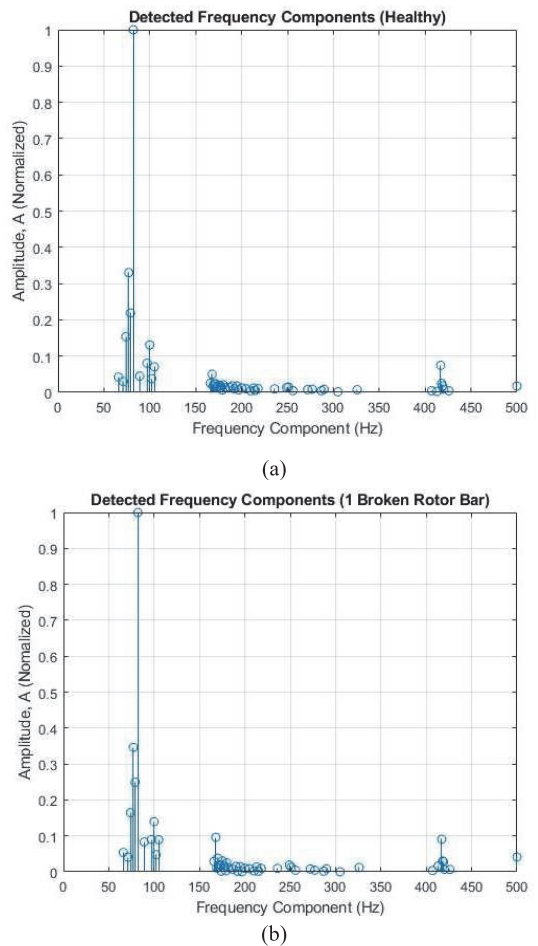 Detected Frequency Components (Healthy)
1
0.9
0.8
0.7
0.6
0.5
0.4
0.3
0.2
0.1
0
Amplitude, A (Normalized)
0 50 100 150 200 250 300 350 400 450 500
Frequency Component (Hz)
(a)
Detected Frequency Components (1 Broken Rotor Bar)
1
0.9
0.8
0.7
0.6
0.5
0.4
0.3
0.2
0.1
0
Amplitude, A (Nomalized)
0 50 100 150 200 250 300 350 400 450 500
Frequency Component (Hz)
(b)